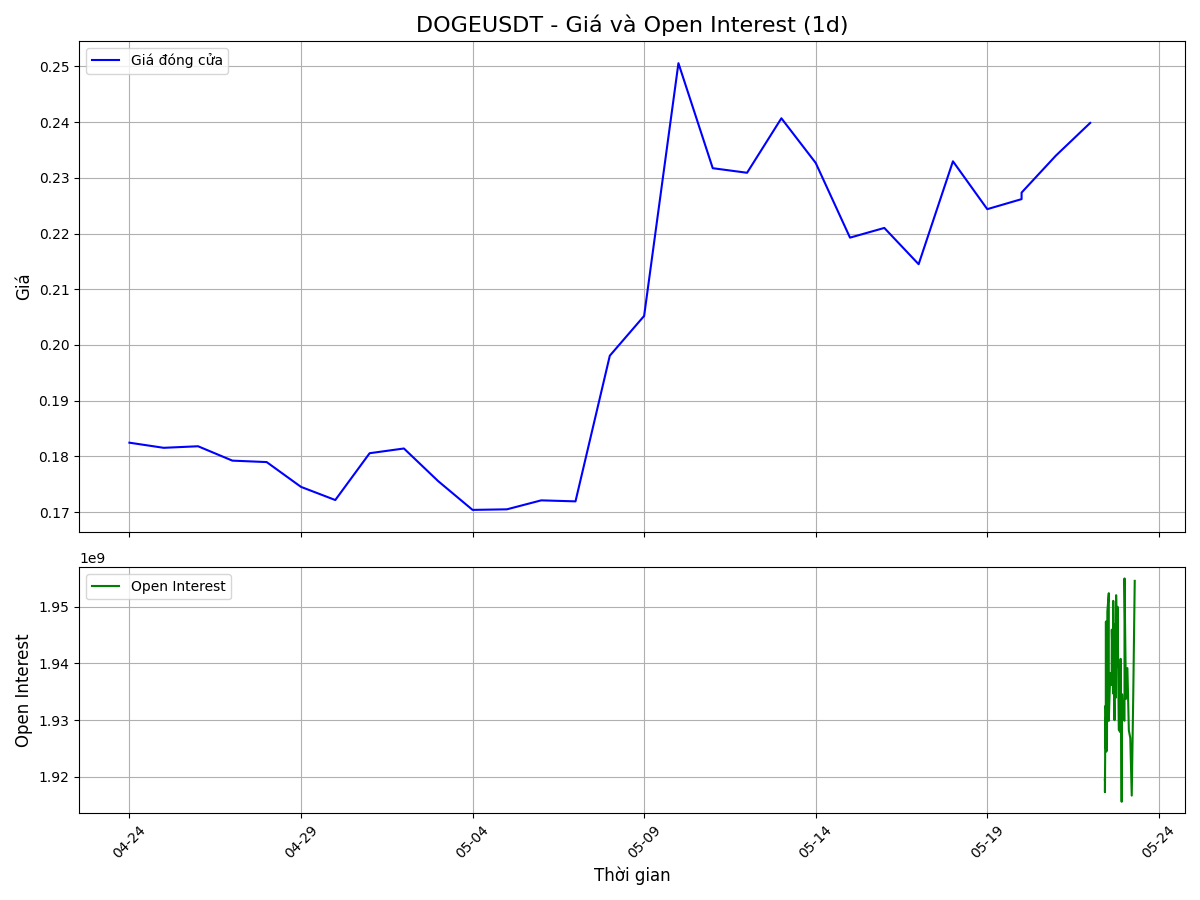 DOGEUSDT - Giá và Open Interest (1d)
Giá đóng cửa
0.25
0.24
0.23
0.22
0.21
0.20
0.19
0.18
0.17
Giá
1e9
Open Interest
1.95
1.94
1.93
1.92
Open Interest
04-24
04-29
05-04
05-09
05-14
05-19
05-24
Thời gian